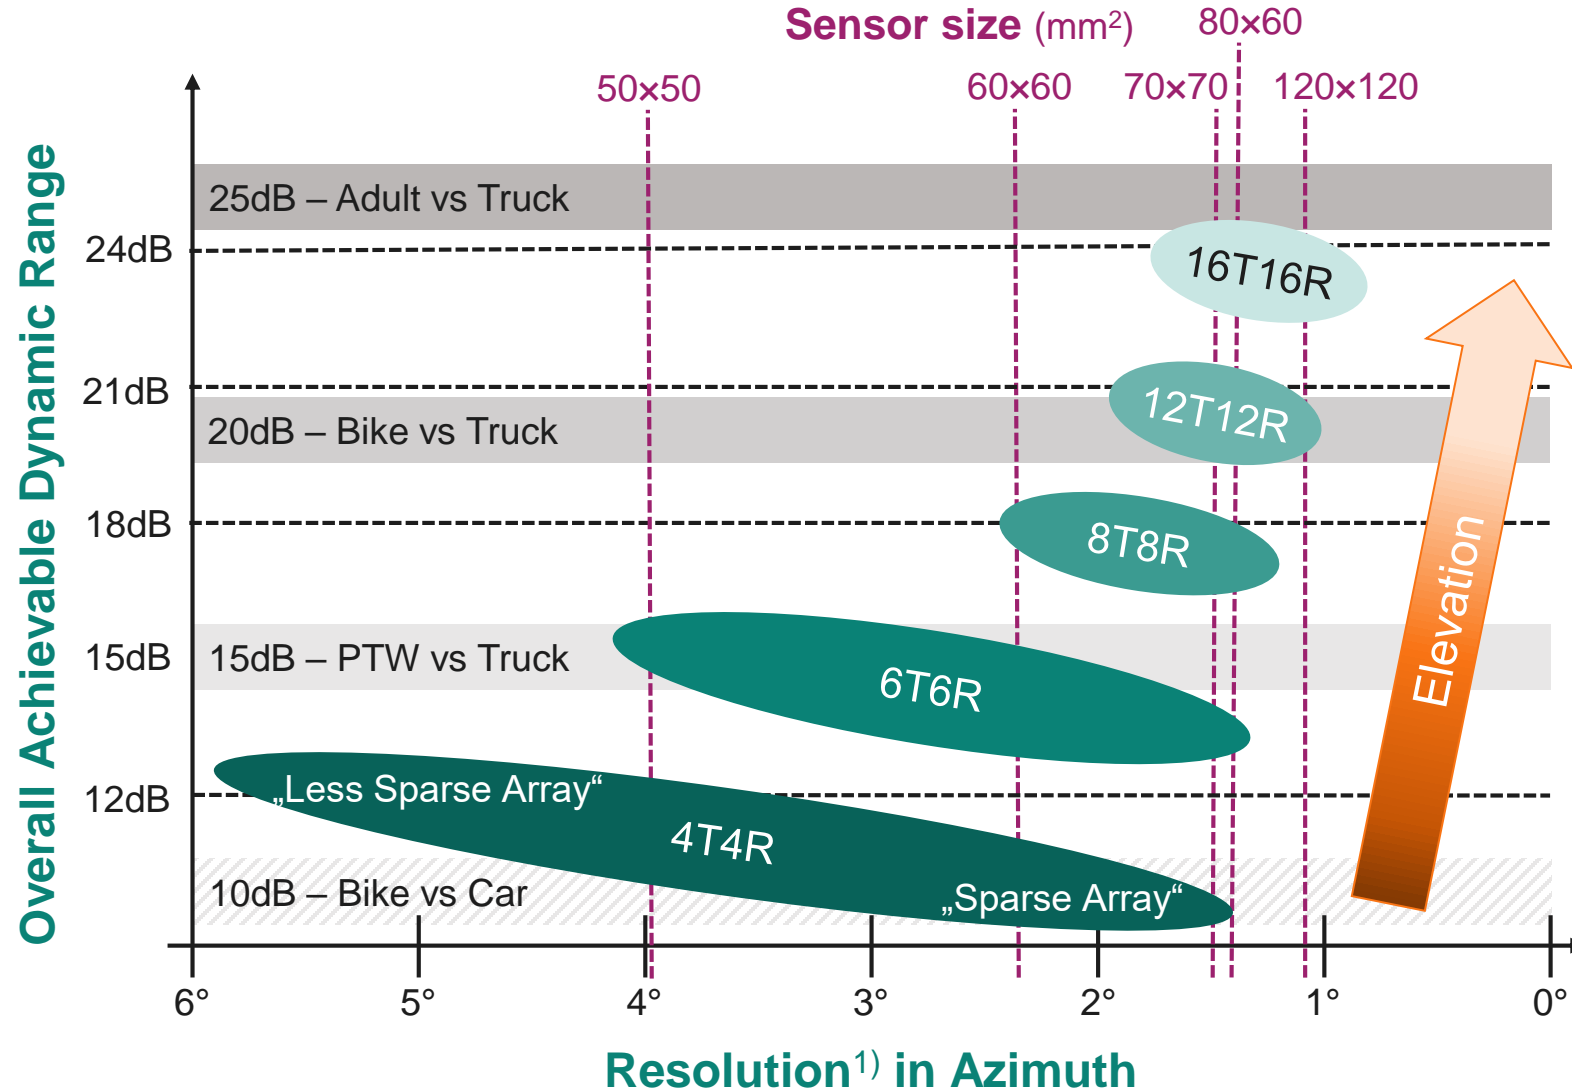 Sensor size (mm²)
80×60
50×50
60×60
70×70
120×120
Overall Achievable Dynamic Range
25dB – Adult vs Truck
24dB
16T16R
21dB
12T12R
20dB – Bike vs Truck
18dB
8T8R
Elevation
15dB
15dB – PTW vs Truck
6T6R
12dB
„Less Sparse Array“
4T4R
10dB – Bike vs Car
„Sparse Array“
6°
5°
4°
3°
2°
1°
0°
Resolution¹⁾ in Azimuth